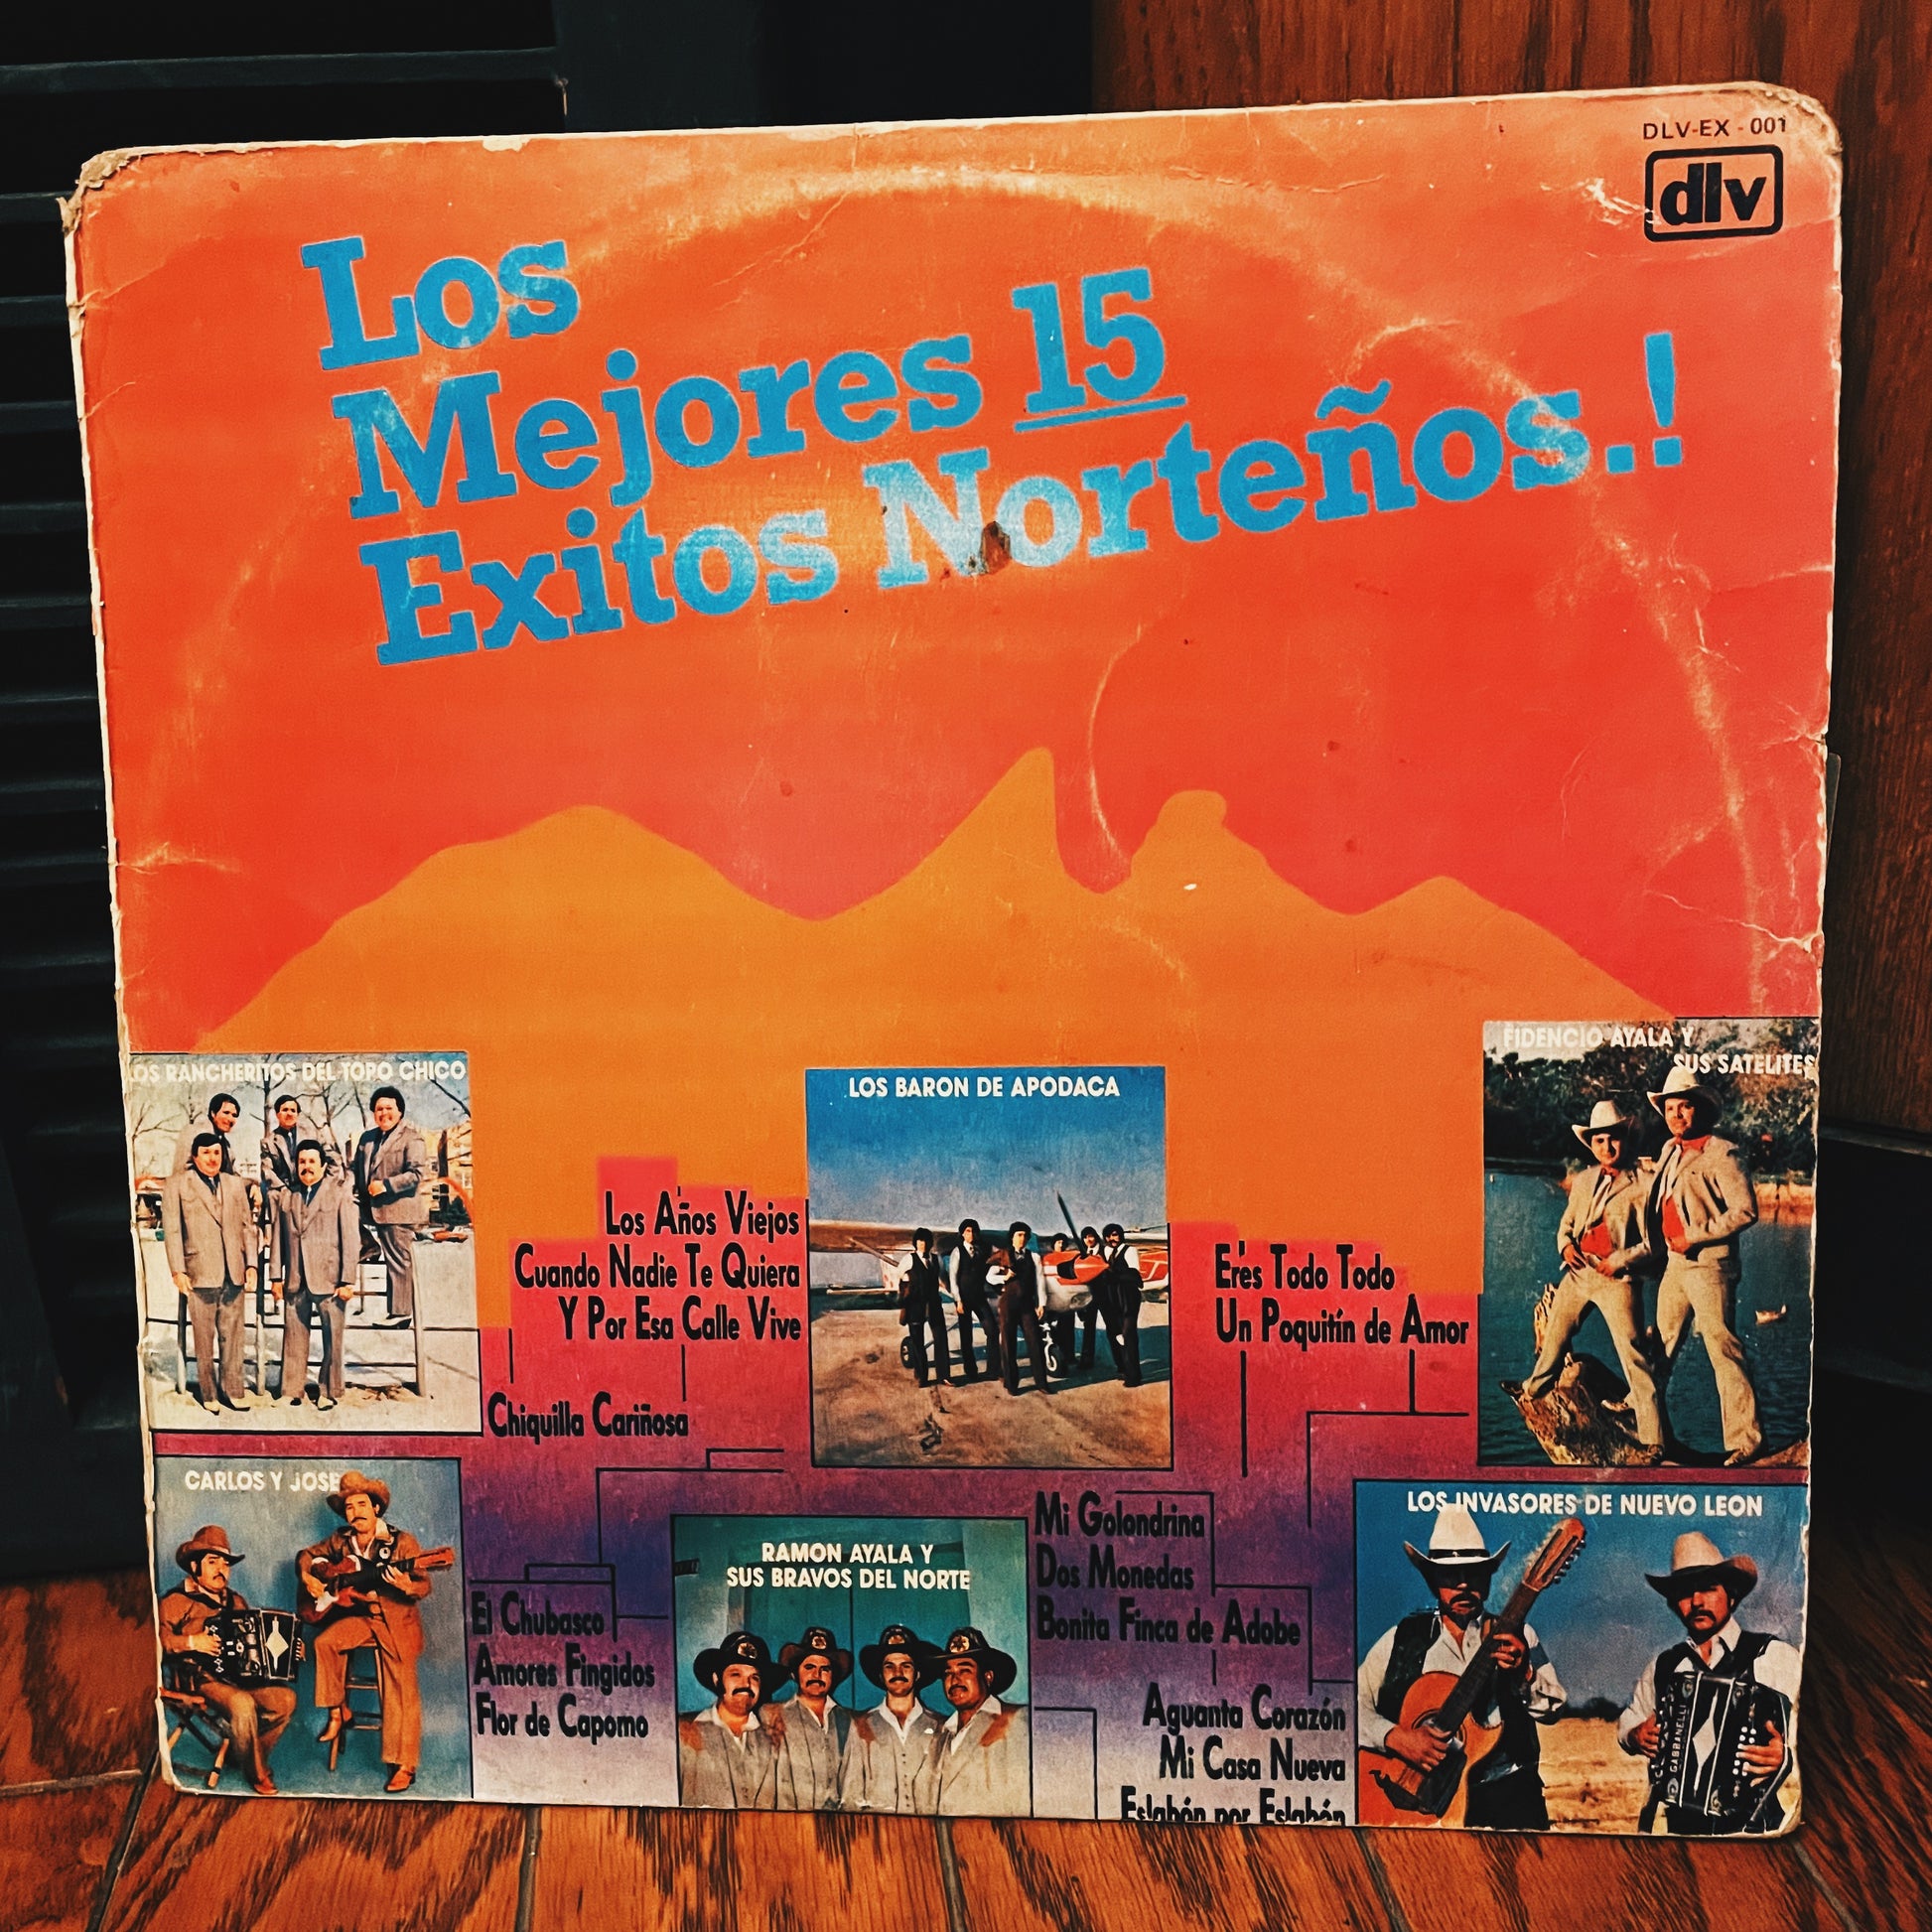 DLV-EX - 001
dlv
Los
Mejores 15
Exitos Norteños..!
OS RANCHERITOS DEL TOPO CHICO
LOS BARON DE APODACA
FIDENCIO AYALA Y
SUS SATELITES
Los Años Viejos
Cuando Nadie Te Quiera
Y Por Esa Calle Vive
Chiquilla Cariñosa
Eres Todo Todo
Un Poquitín de Amor
CARLOS Y JOSE
El Chubasco
Amores Fingidos
Flor de Capomo
RAMON AYALA Y
SUS BRAVOS DEL NORTE
Mi Golondrina
Dos Monedas
Bonita Finca de Adobe
LOS INVASORES DE NUEVO LEON
GABBANELLI
Aguanta Corazón
Mi Casa Nueva
Eslabón por Eslabón